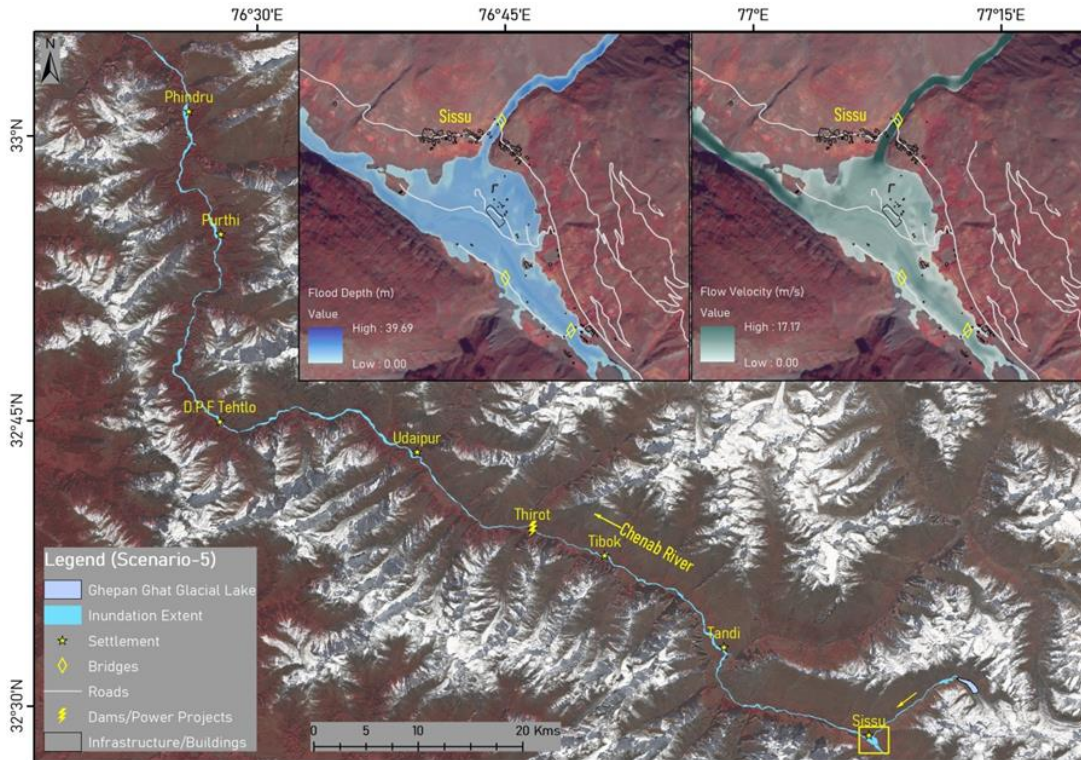 76°30'E 76°45'E 77°E 77°15'E
N
33°N
32°45'N
32°30'N
Phindru
Purthi
D.P.F Tehtlo
Udaipur
Thirot
Tibok
Chenab River
Tandi
Sissu
Sissu
Flood Depth (m)
Value
High : 39.69
Low : 0.00
Sissu
Flow Velocity (m/s)
Value
High : 17.17
Low : 0.00
Legend (Scenario-5)
Ghepan Ghat Glacial Lake
Inundation Extent
Settlement
Bridges
Roads
Dams/Power Projects
Infrastructure/Buildings
0 5 10 20 Kms